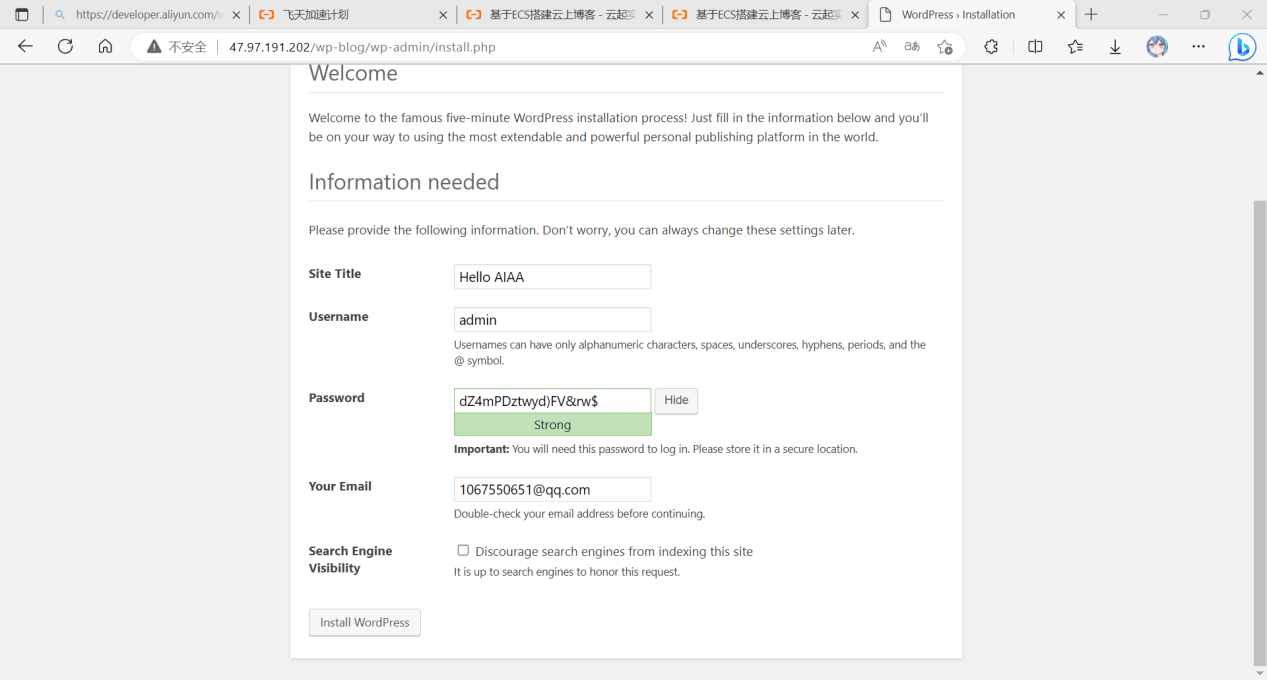 https://developer.aliyun.com/u
飞天加速计划
基于ECS搭建云上博客 - 云起实
基于ECS搭建云上博客 - 云起实
WordPress › Installation
不安全
47.97.191.202/wp-blog/wp-admin/install.php
Welcome
Welcome to the famous five-minute WordPress installation process! Just fill in the information below and you'll
be on your way to using the most extendable and powerful personal publishing platform in the world.
Information needed
Please provide the following information. Don't worry, you can always change these settings later.
Site Title
Hello AIAA
Username
admin
Usernames can have only alphanumeric characters, spaces, underscores, hyphens, periods, and the
@ symbol.
Password
dZ4mPDztwyd)FV&rw$
Hide
Strong
Important: You will need this password to log in. Please store it in a secure location.
Your Email
1067550651@qq.com
Double-check your email address before continuing.
Search Engine
Visibility
Discourage search engines from indexing this site
It is up to search engines to honor this request.
Install WordPress